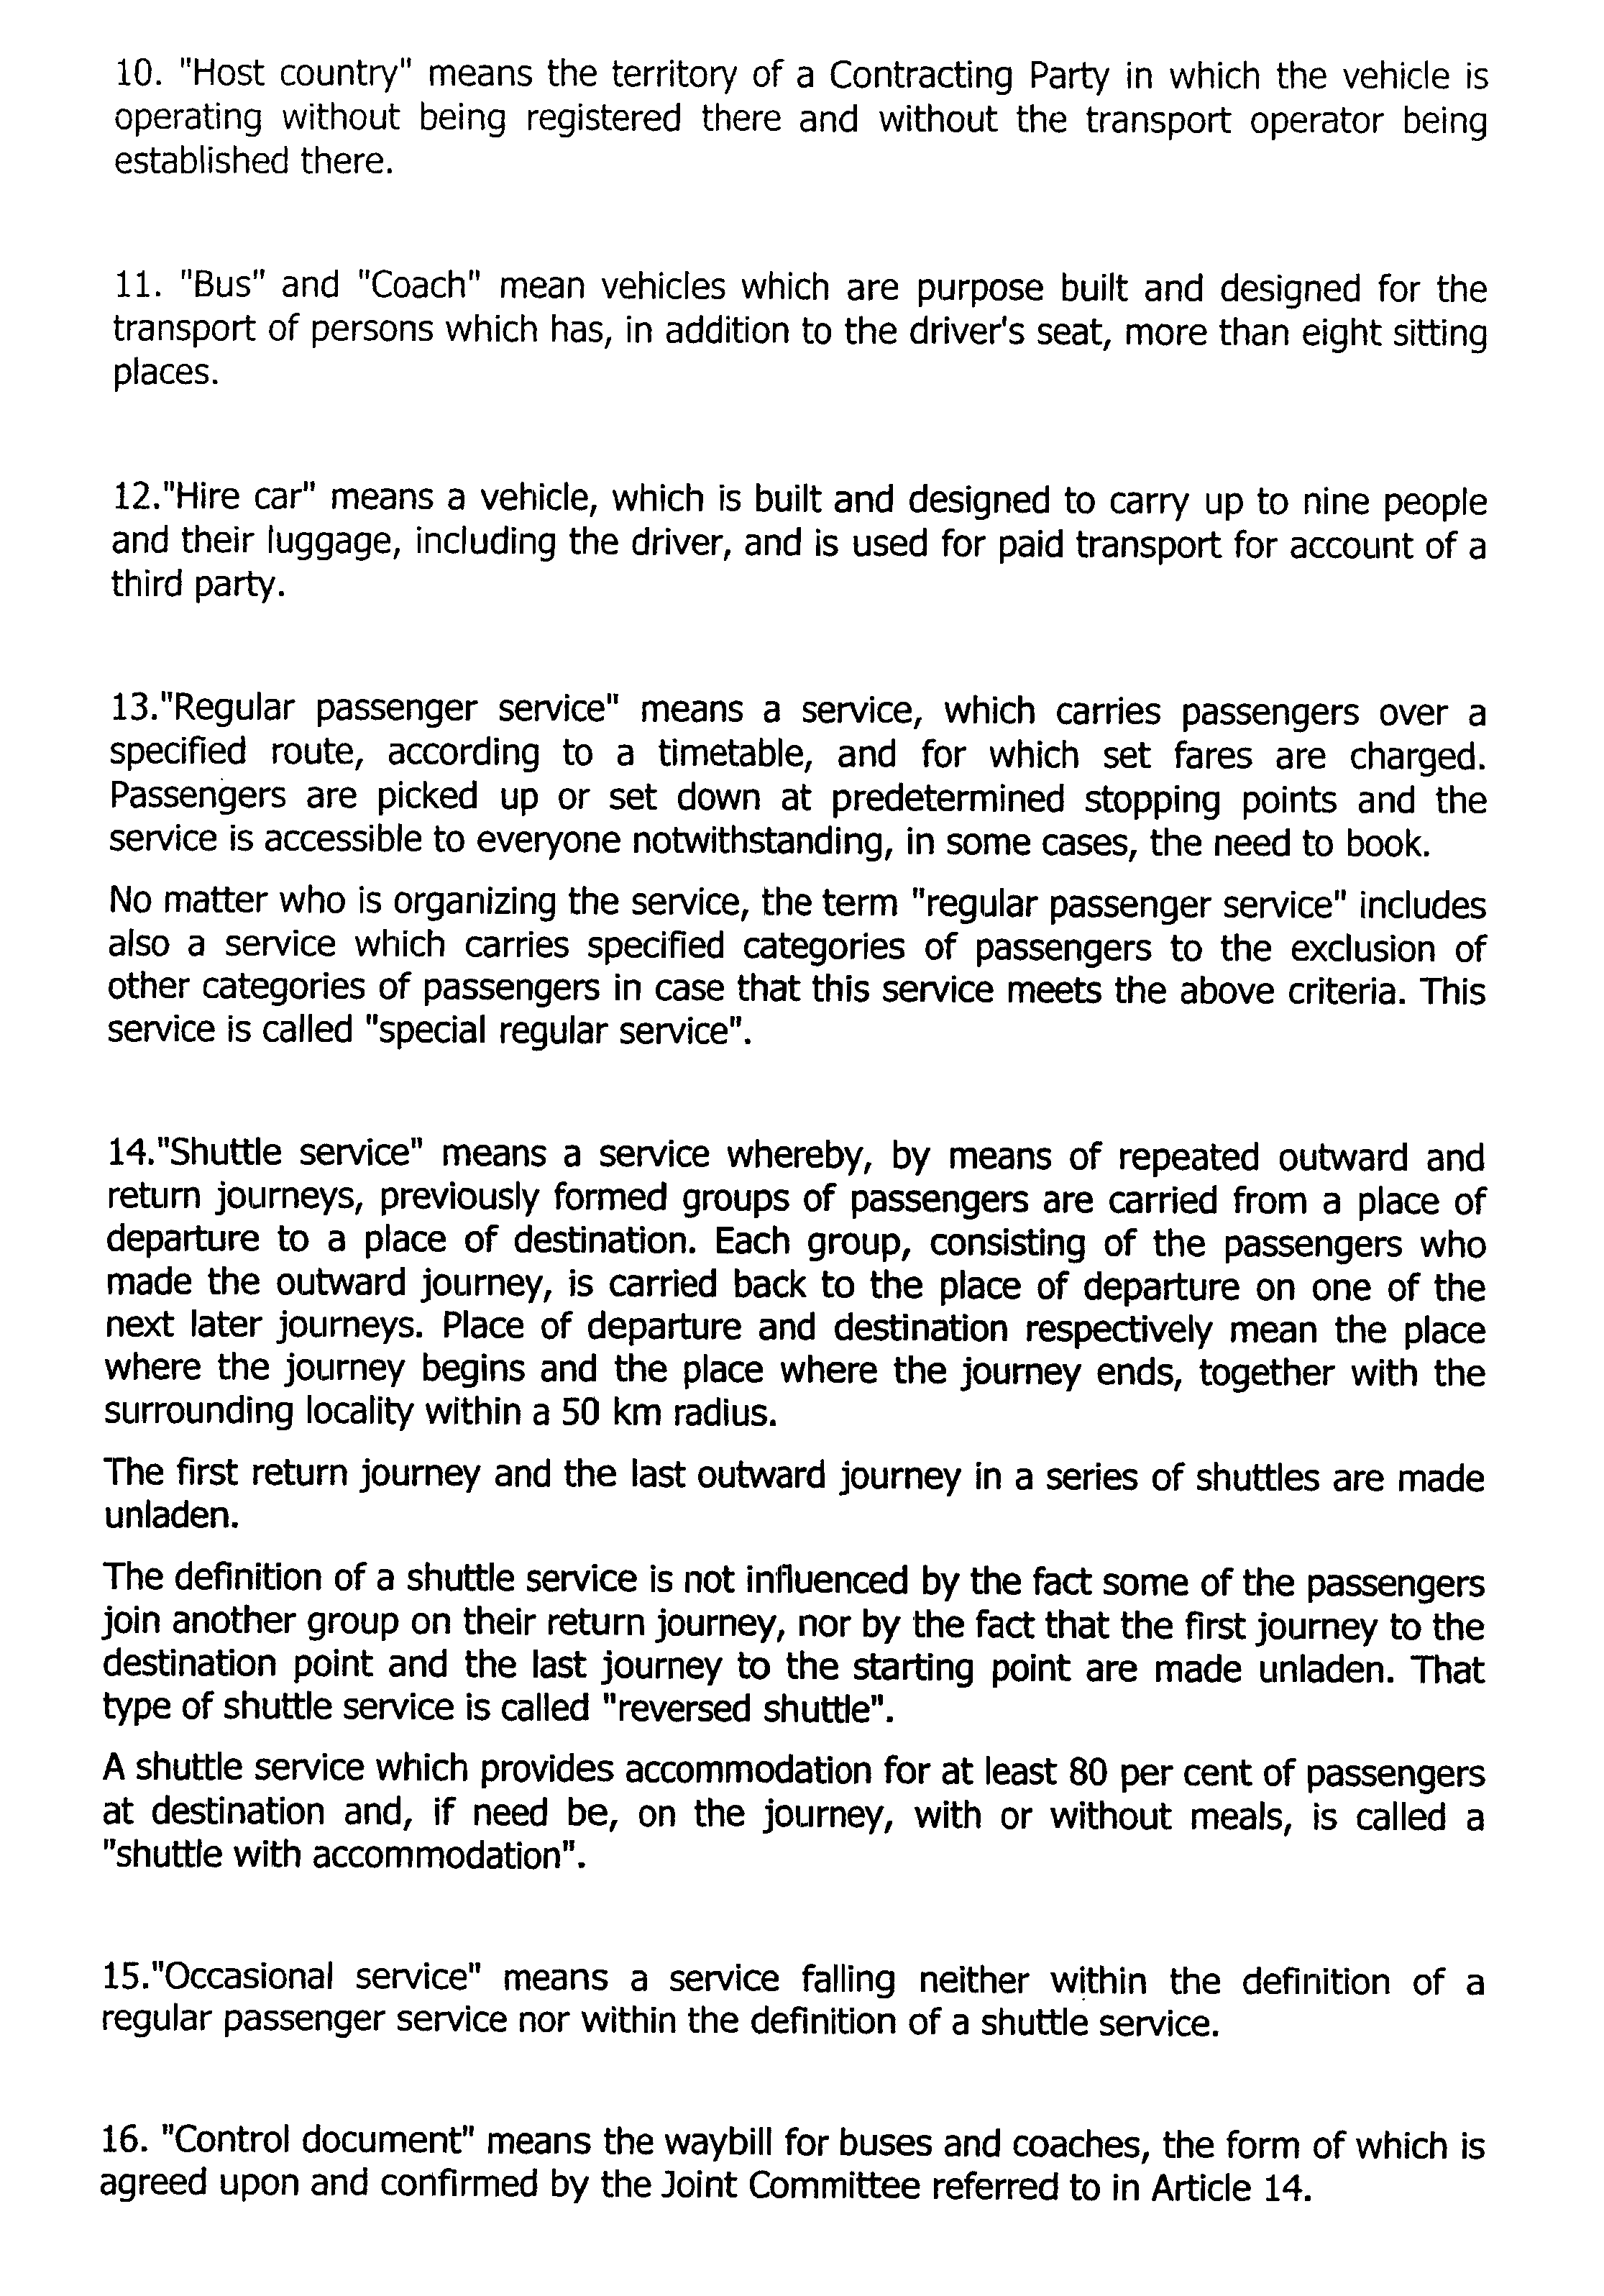 10. "Host country" means the territory of a Contracting Party in which the vehicle is
operating without being registered there and without the transport operator being
established there.
11. "Bus" and "Coach" mean vehicles which are purpose built and designed for the
transport of persons which has, in addition to the driver's seat, more than eight sitting
places.
12."Hire car" means a vehicle, which is built and designed to carry up to nine people
and their luggage, including the driver, and is used for paid transport for account of a
third party.
13."Regular passenger service" means a service, which carries passengers over a
specified route, according to a timetable, and for which set fares are charged.
Passengers are picked up or set down at predetermined stopping points and the
service is accessible to everyone notwithstanding, in some cases, the need to book.
No matter who is organizing the service, the term "regular passenger service" includes
also a service which carries specified categories of passengers to the exclusion of
other categories of passengers in case that this service meets the above criteria. This
service is called "special regular service".
14."Shuttle service" means a service whereby, by means of repeated outward and
return journeys, previously formed groups of passengers are carried from a place of
departure to a place of destination. Each group, consisting of the passengers who
made the outward journey, is carried back to the place of departure on one of the
next later journeys. Place of departure and destination respectively mean the place
where the journey begins and the place where the journey ends, together with the
surrounding locality within a 50 km radius.
The first return journey and the last outward journey in a series of shuttles are made
unladen.
The definition of a shuttle service is not influenced by the fact some of the passengers
join another group on their return journey, nor by the fact that the first journey to the
destination point and the last journey to the starting point are made unladen. That
type of shuttle service is called "reversed shuttle".
A shuttle service which provides accommodation for at least 80 per cent of passengers
at destination and, if need be, on the journey, with or without meals, is called a
"shuttle with accommodation".
15."Occasional service" means a service falling neither within the definition of a
regular passenger service nor within the definition of a shuttle service.
16. "Control document" means the waybill for buses and coaches, the form of which is
agreed upon and confirmed by the Joint Committee referred to in Article 14.